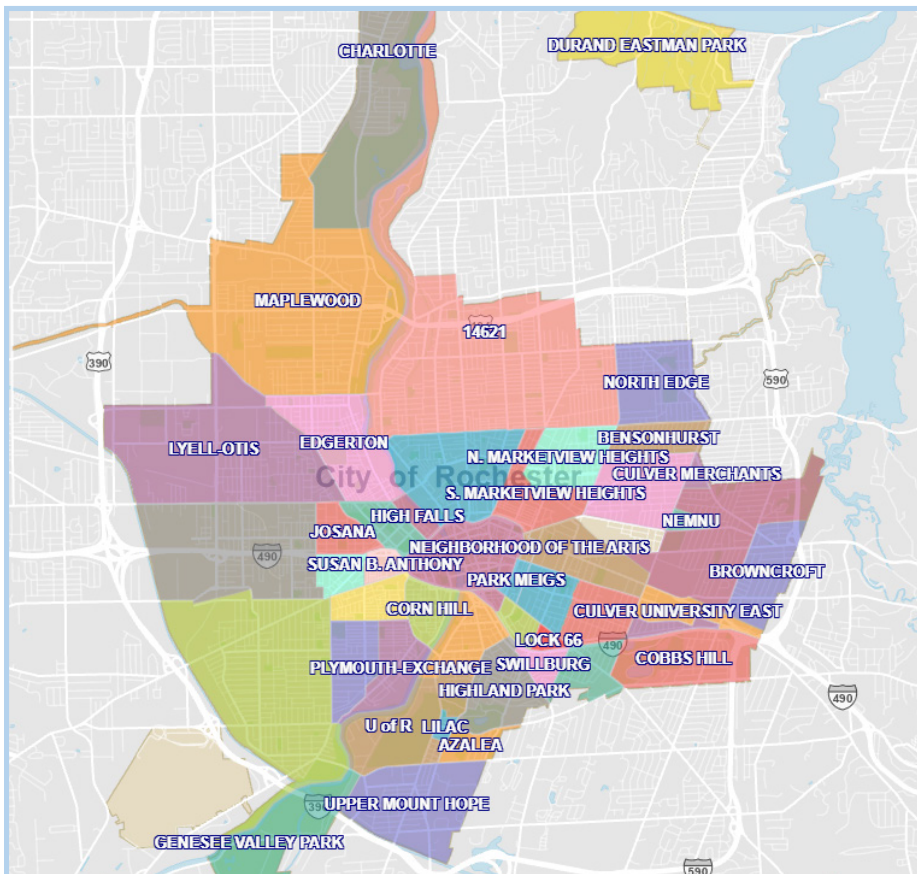 CHARLOTTE
DURAND EASTMAN PARK
MAPLEWOOD
14621
390
590
NORTH EDGE
BENSONHURST
LYELL-OTIS
EDGERTON
N. MARKETVIEW HEIGHTS
CULVER MERCHANTS
City of Rochester
S. MARKETVIEW HEIGHTS
HIGH FALLS
NEMNU
JOSANA
NEIGHBORHOOD OF THE ARTS
490
SUSAN B. ANTHONY
BROWNCROFT
PARK MEIGS
CORN HILL
CULVER UNIVERSITY EAST
LOCK 66
490
COBBS HILL
PLYMOUTH-EXCHANGE
SWILLBURG
HIGHLAND PARK
490
U of R
LILAC
AZALEA
UPPER MOUNT HOPE
GENESEE VALLEY PARK
590